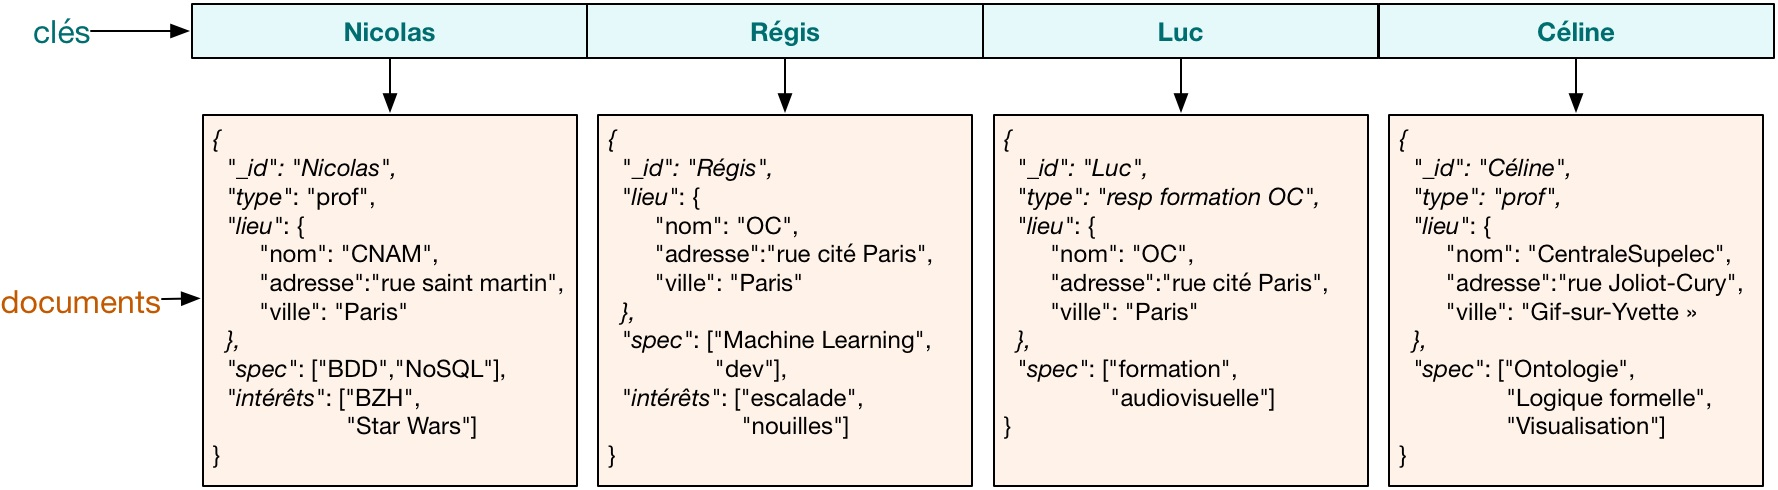 clés
Nicolas
Régis
Luc
Céline
documents
{
"_id": "Nicolas",
"type": "prof",
"lieu": {
"nom": "CNAM",
"adresse":"rue saint martin",
"ville": "Paris"
},
"spec": ["BDD","NoSQL"],
"intérêts": ["BZH",
"Star Wars"]
}
{
"_id": "Régis",
"lieu": {
"nom": "OC",
"adresse":"rue cité Paris",
"ville": "Paris"
},
"spec": ["Machine Learning",
"dev"],
"intérêts": ["escalade",
"nouilles"]
}
{
"_id": "Luc",
"type": "resp formation OC",
"lieu": {
"nom": "OC",
"adresse":"rue cité Paris",
"ville": "Paris"
},
"spec": ["formation",
"audiovisuelle"]
}
{
"_id": "Céline",
"type": "prof",
"lieu": {
"nom": "CentraleSupelec",
"adresse":"rue Joliot-Cury",
"ville": "Gif-sur-Yvette »
},
"spec": ["Ontologie",
"Logique formelle",
"Visualisation"]
}